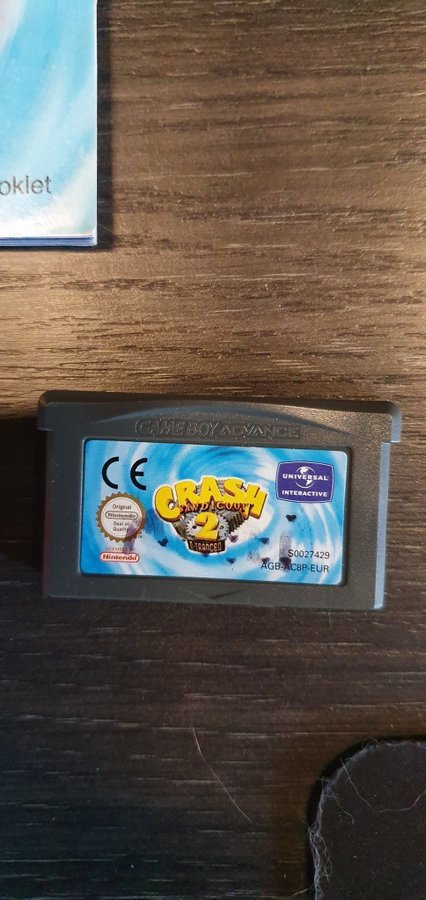 oklet
GAME BOY ADVANCE
CE
UNIVERSAL
INTERACTIVE
Original
Nintendo
Seal of
Quality
Nintendo
CRASH
BANDICOOT
2
N-TRANCED
S0027429
AGB-AC8P-EUR